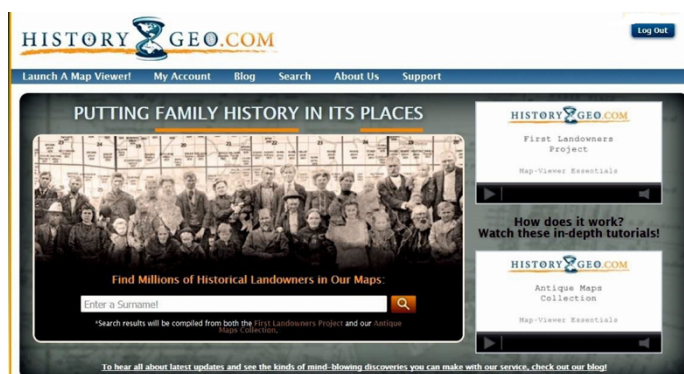 HISTORY GEO.COM
Log Out
Launch A Map Viewer! My Account Blog Search About Us Support
PUTTING FAMILY HISTORY IN ITS PLACES
Find Millions of Historical Landowners in Our Maps:
Enter a Surname!
*Search results will be compiled from both the First Landowners Project and our Antique
Maps Collection.
HISTORY GEO.COM
First Landowners
Project
Map-Viewer Essentials
How does it work?
Watch these in-depth tutorials!
HISTORY GEO.COM
Antique Maps
Collection
Map-Viewer Essentials
To hear all about latest updates and see the kinds of mind-blowing discoveries you can make with our service, check out our blog!